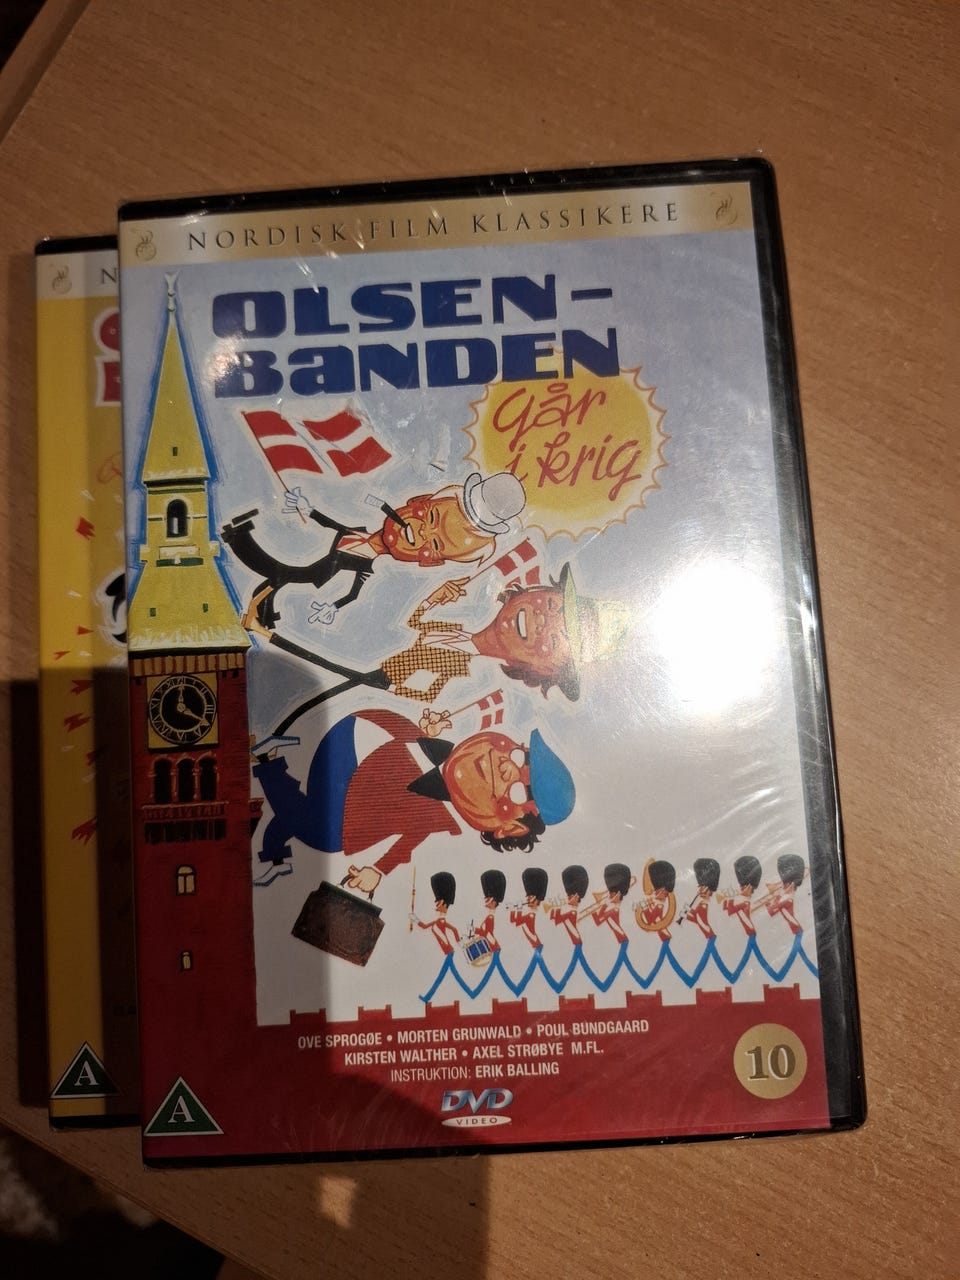 NORDISK FILM KLASSIKERE
OLSEN-
BANDEN
går
i krig
OVE SPROGØE • MORTEN GRUNWALD • POUL BUNDGAARD
KIRSTEN WALTHER • AXEL STRØBYE M.FL.
INSTRUKTION: ERIK BALLING
10
DVD
VIDEO
A
A
N